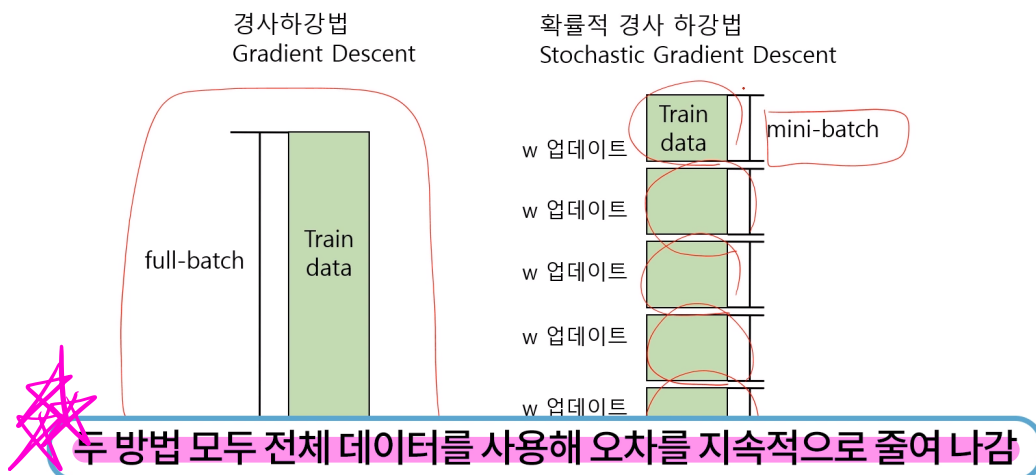 경사하강법
Gradient Descent
확률적 경사 하강법
Stochastic Gradient Descent
full-batch
Train
data
Train
data
mini-batch
w 업데이트
w 업데이트
w 업데이트
w 업데이트
w 업데이트
두 방법 모두 전체 데이터를 사용해 오차를 지속적으로 줄여 나감